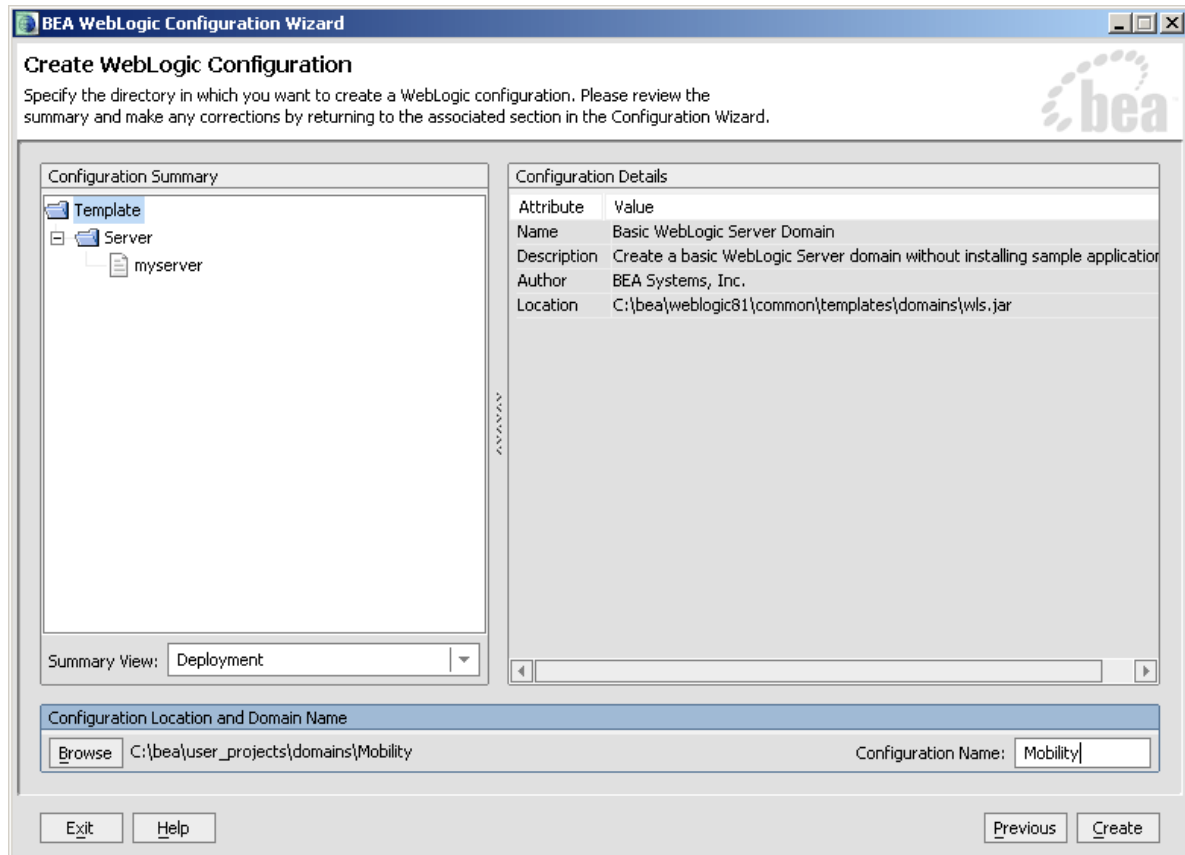 BEA WebLogic Configuration Wizard
Create WebLogic Configuration
Specify the directory in which you want to create a WebLogic configuration. Please review the
summary and make any corrections by returning to the associated section in the Configuration Wizard.
bea
Configuration Summary
Template
Server
myserver
Summary View: Deployment
Configuration Details
Attribute Value
Name Basic WebLogic Server Domain
Description Create a basic WebLogic Server domain without installing sample application
Author BEA Systems, Inc.
Location C:\bea\weblogic81\common\templates\domains\wls.jar
Configuration Location and Domain Name
Browse C:\bea\user_projects\domains\Mobility Configuration Name: Mobility
Exit Help Previous Create